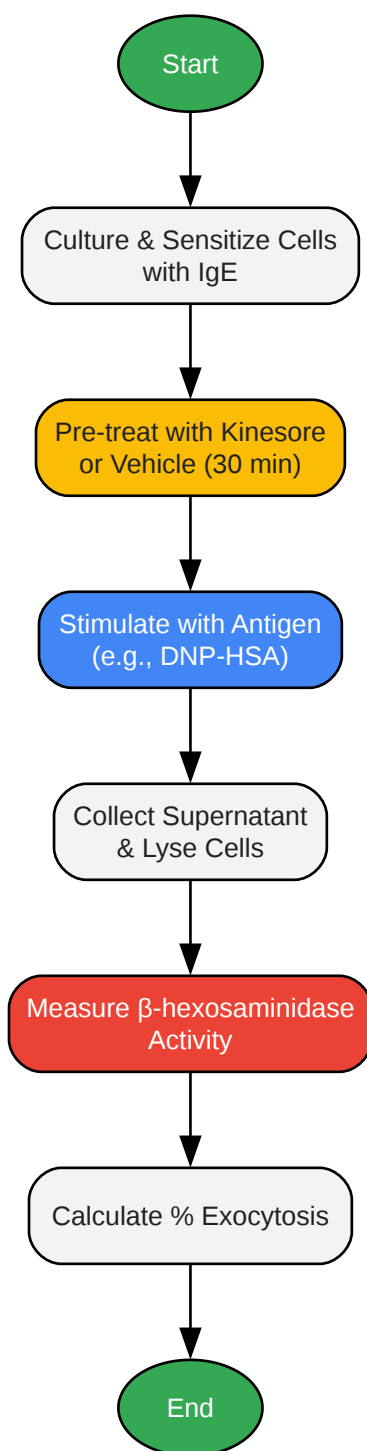 Start
Culture & Sensitize Cells
with IgE
Pre-treat with Kinesore
or Vehicle (30 min)
Stimulate with Antigen
(e.g., DNP-HSA)
Collect Supernatant
& Lyse Cells
Measure β-hexosaminidase
Activity
Calculate % Exocytosis
End